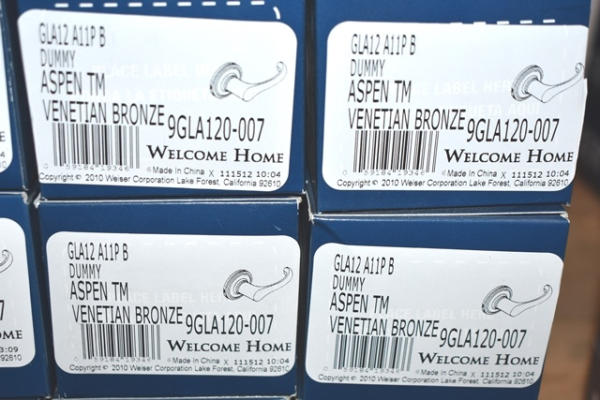 GLA12 A11P B
DUMMY
ASPEN TM
VENETIAN BRONZE
9GLA120-007
WELCOME HOME
Made In China X 111512 10:04
Copyright © 2010 Weiser Corporation Lake Forest, California 92610
GLA12 A11P B
DUMMY
ASPEN TM
VENETIAN BRONZE
9GLA120-007
WELCOME HOME
Made In China X 111512 10:04
Copyright © 2010 Weiser Corporation Lake Forest, California 92610
OME
3:09
92610
GLA12 A11P B
DUMMY
ASPEN TM
VENETIAN BRONZE
9GLA120-007
WELCOME HOME
Made In China X 111512 10:04
Copyright © 2010 Weiser Corporation Lake Forest, California 92610
GLA12 A11P B
DUMMY
ASPEN TM
VENETIAN BRONZE
9GLA120-007
WELCOME HOME
Made In China X 111512 10:04
Copyright © 2010 Weiser Corporation Lake Forest, California 92610